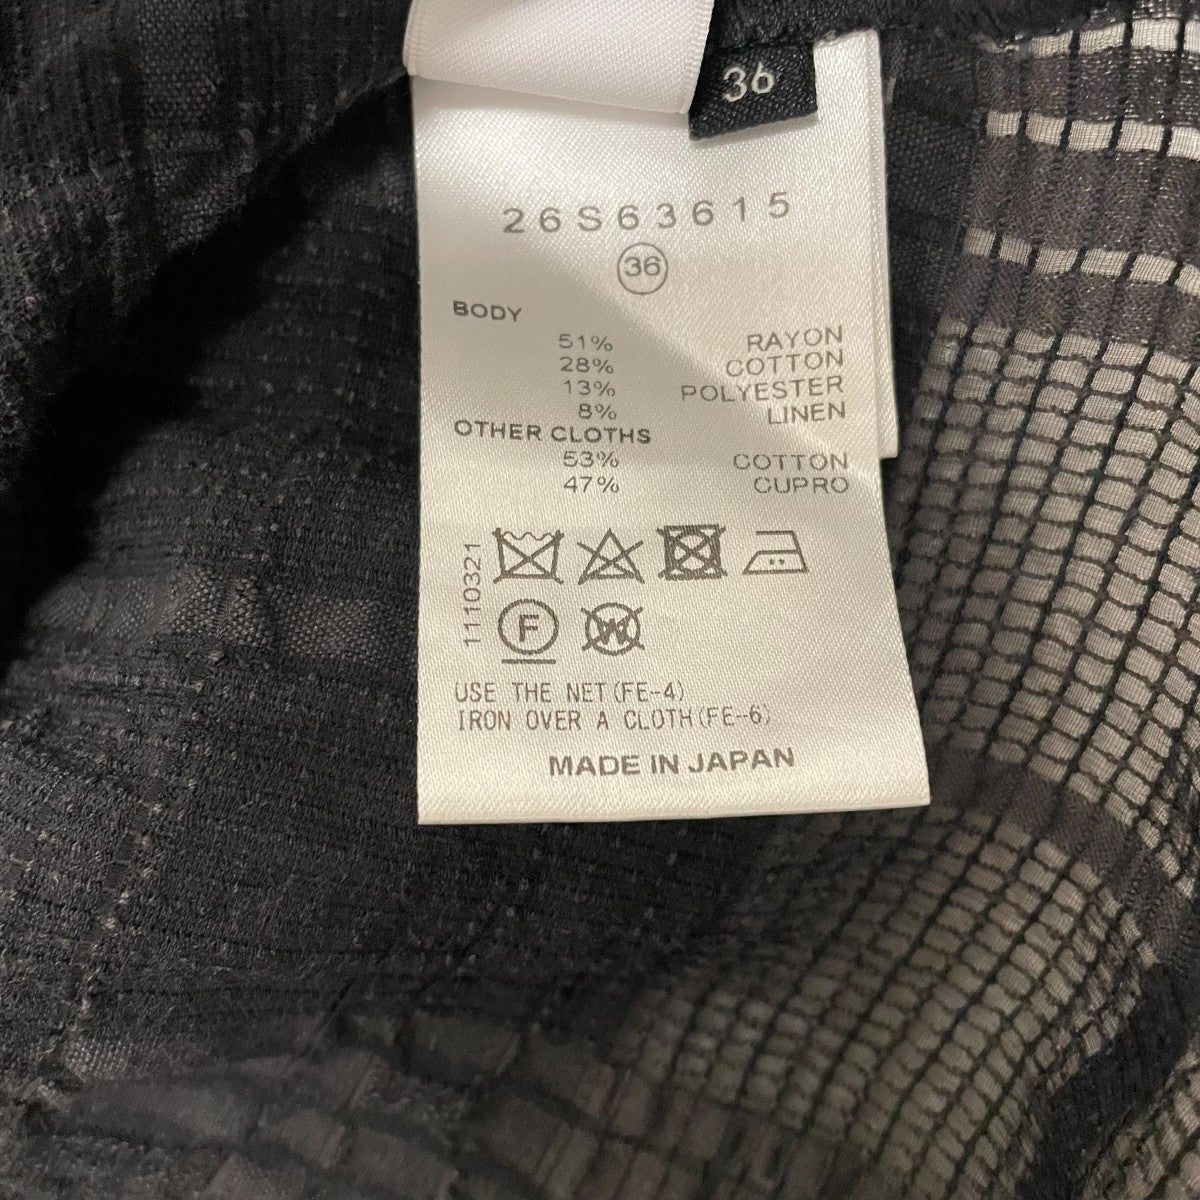 36
26S63615
36
BODY
51% RAYON
28% COTTON
13% POLYESTER
8% LINEN
OTHER CLOTHS
53% COTTON
47% CUPRO
1110321
F
W
USE THE NET(FE-4)
IRON OVER A CLOTH(FE-6)
MADE IN JAPAN